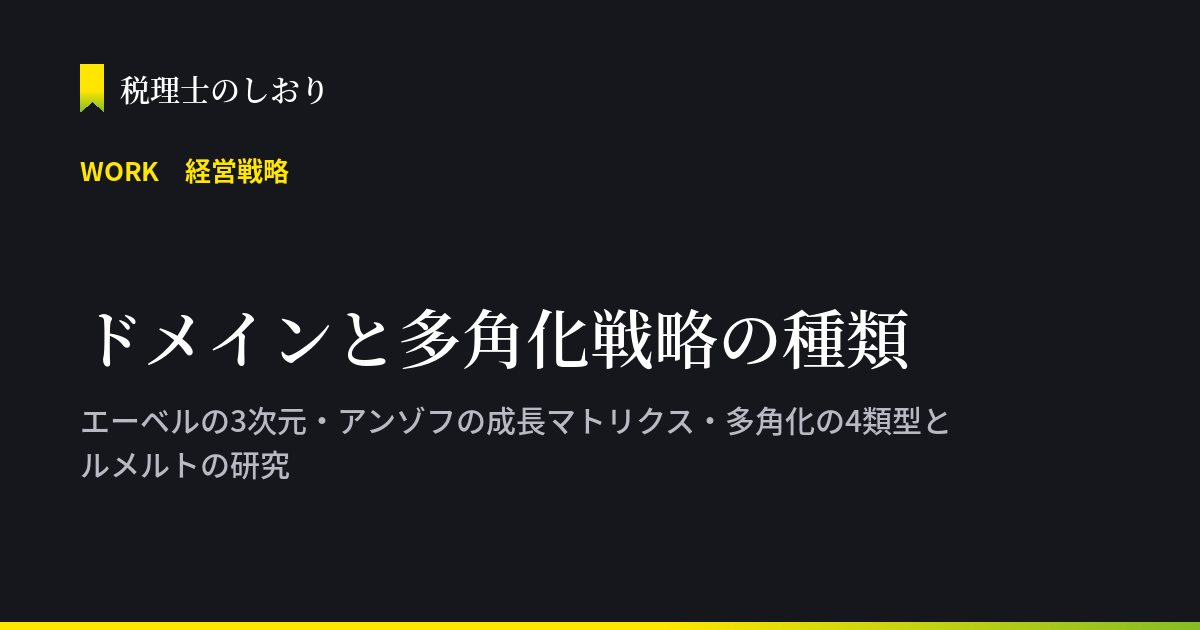 税理士のしおり
WORK 経営戦略
ドメインと多角化戦略の種類
エーベルの3次元・アンゾフの成長マトリクス・多角化の4類型と
ルメルトの研究